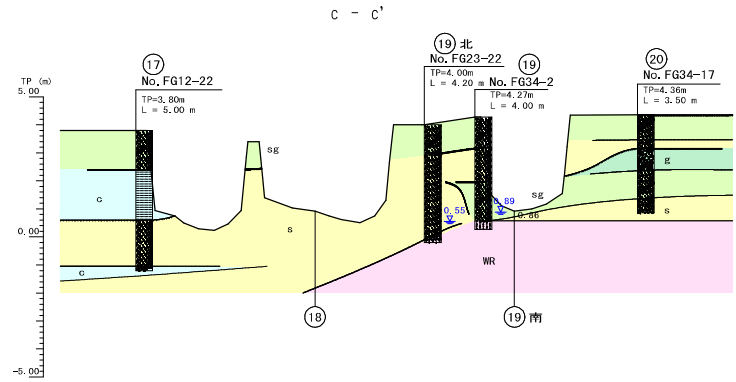 C - C'
⑲ 北
⑰
⑲
⑳
No.FG12-22
No.FG23-22
No.FG34-2
No.FG34-17
TP (m)
5.00
TP=3.80m
L = 5.00 m
TP=4.00m
L = 4.20 m
TP=4.27m
L = 4.00 m
TP=4.36m
L = 3.50 m
sg
g
c
sg
0.89
0.55
0.86
s
s
0.00
WR
c
⑱
⑲ 南
-5.00